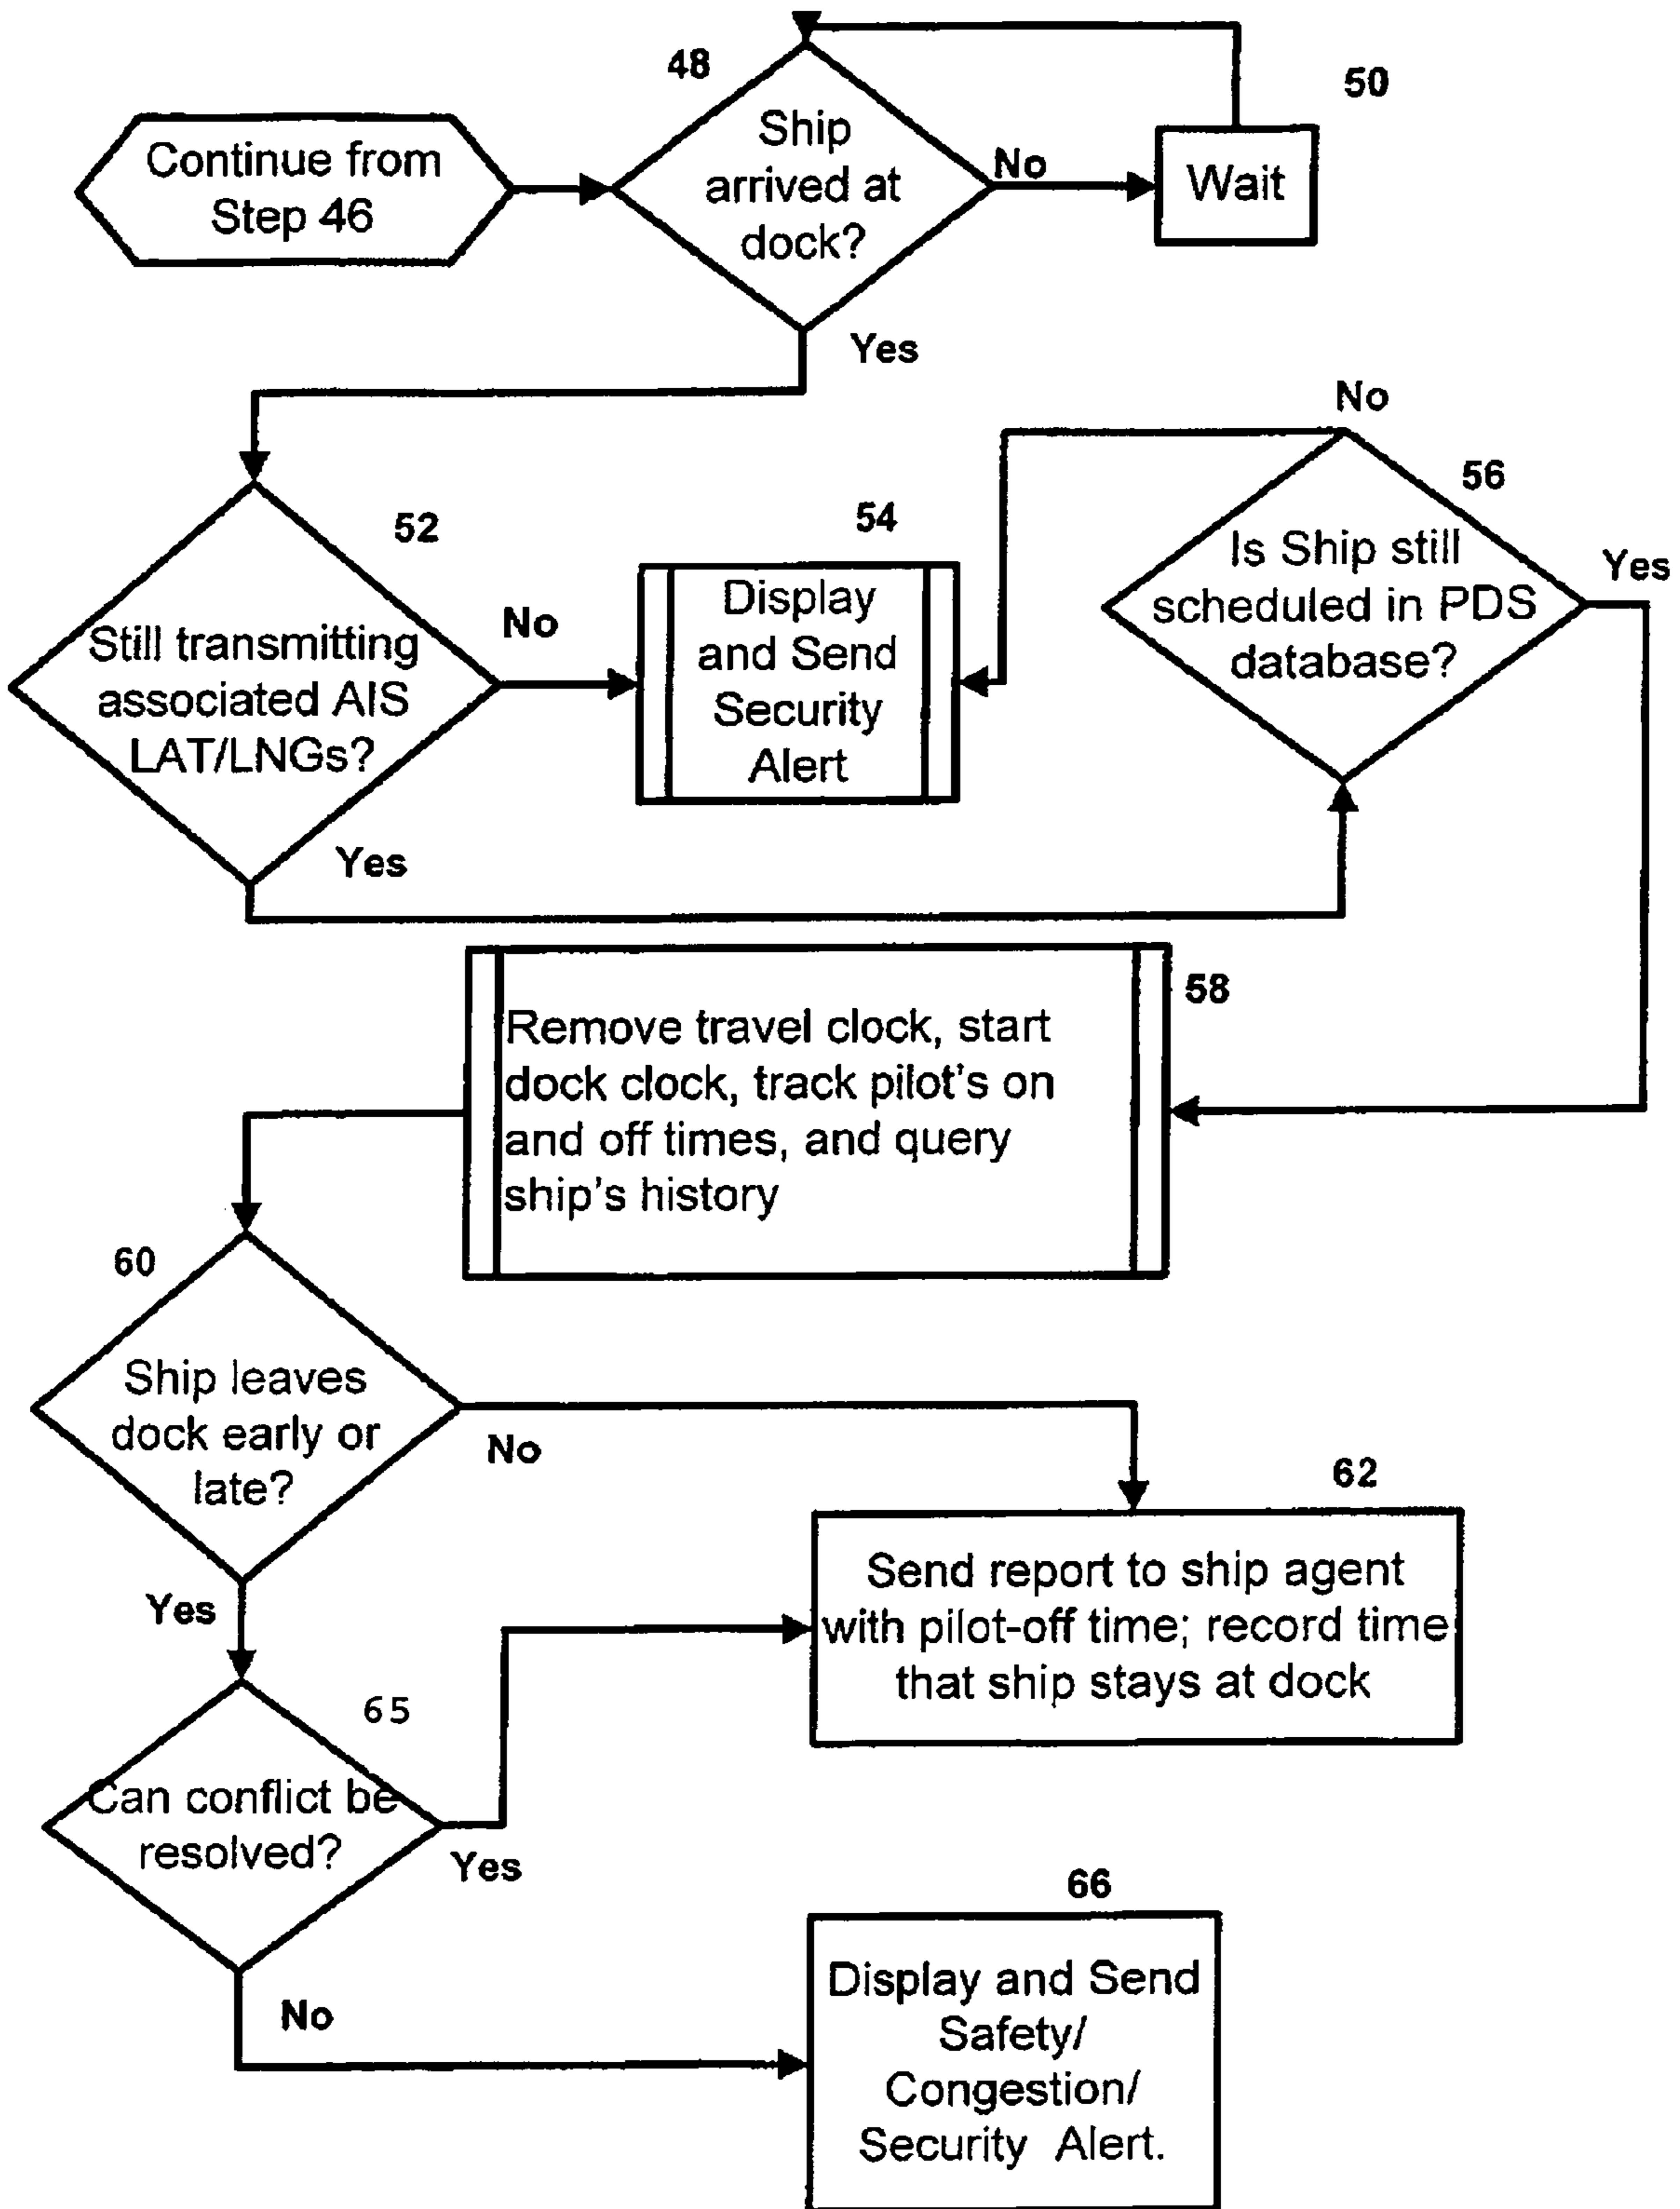 48
50
Continue from
Step 46
Ship
arrived at
dock?
No
Wait
Yes
No
52
54
56
Still transmitting
associated AIS
LAT/LNGs?
No
Display
and Send
Security
Alert
Is Ship still
scheduled in PDS
database?
Yes
Yes
58
Remove travel clock, start
dock clock, track pilot's on
and off times, and query
ship's history
60
Ship leaves
dock early or
late?
No
62
Send report to ship agent
with pilot-off time; record time
that ship stays at dock
Yes
65
Can conflict be
resolved?
Yes
66
Display and Send
Safety/
Congestion/
Security Alert.
No